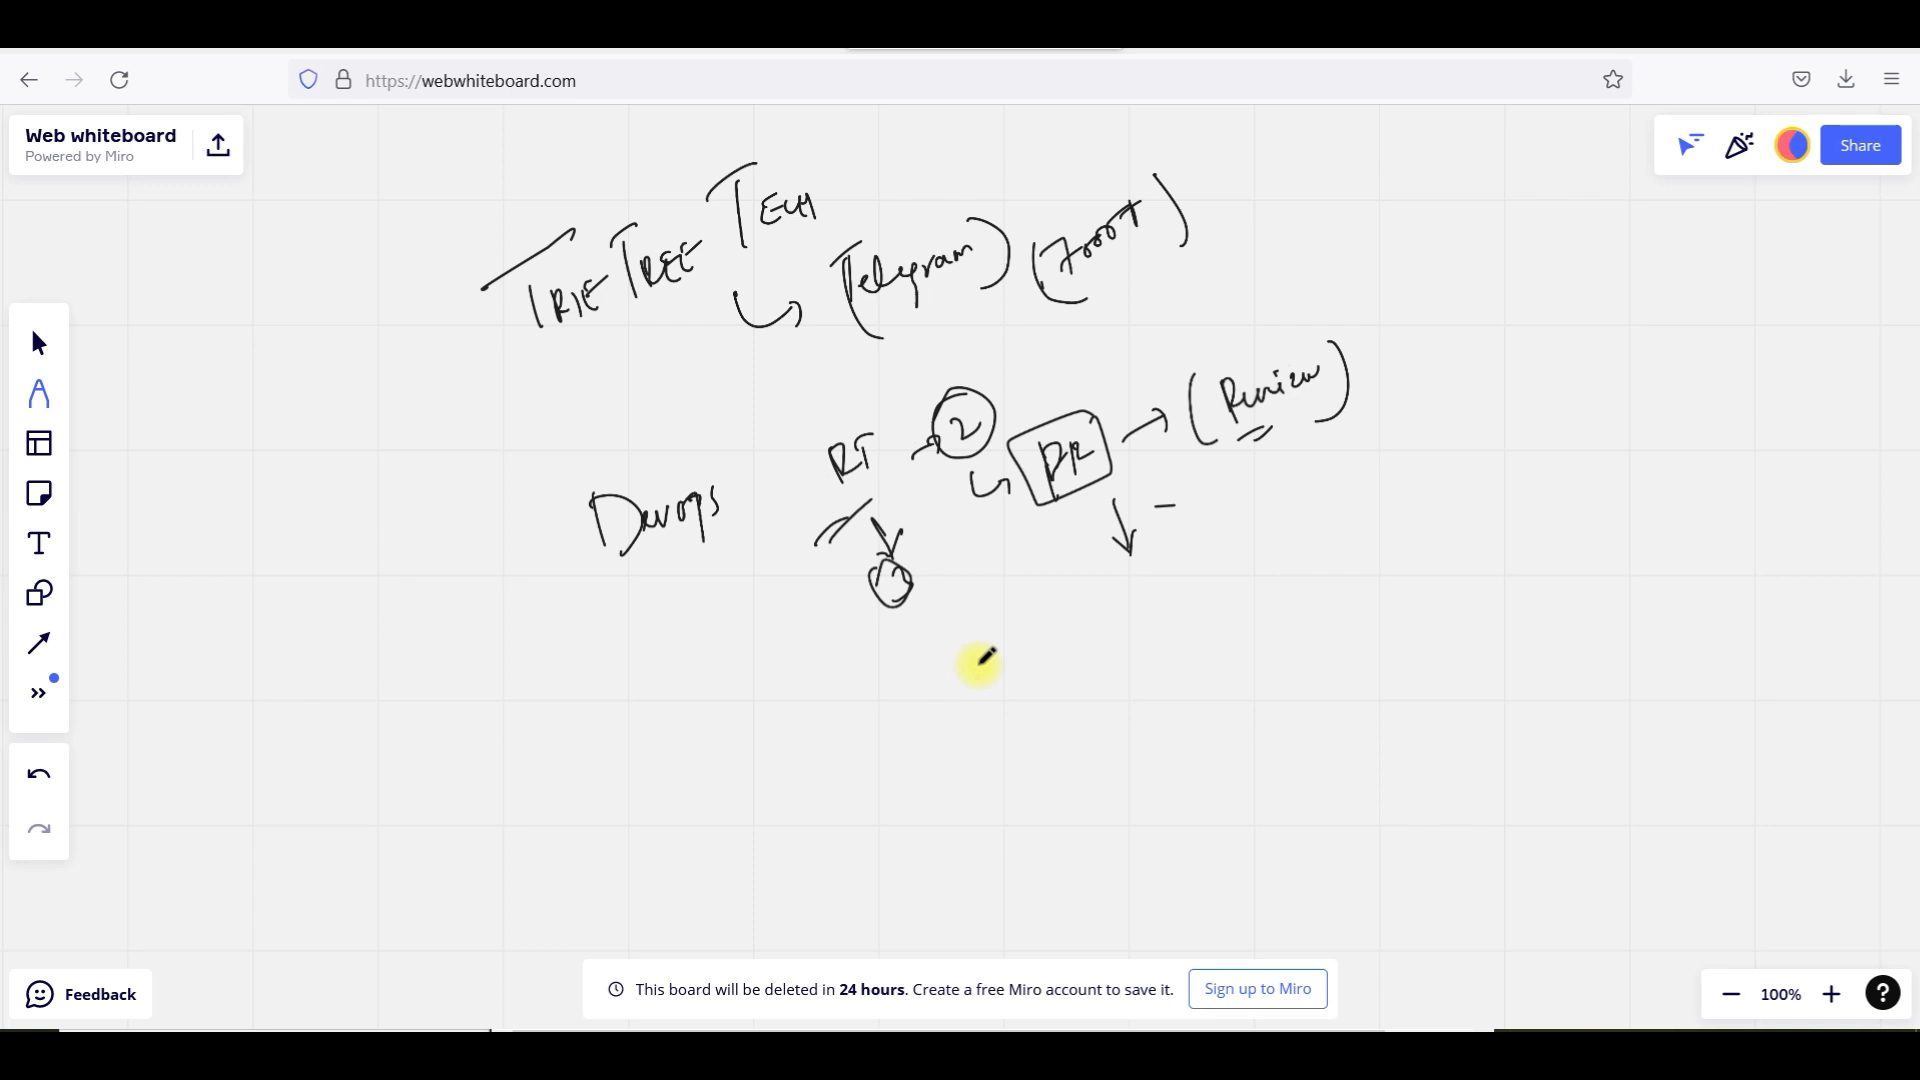 https://webwhiteboard.com
Web whiteboard
Powered by Miro
Share
TRIE TREE TECH
(Telegram)
RT → 2
PR → (Review)
Devops
Feedback
This board will be deleted in 24 hours. Create a free Miro account to save it.
Sign up to Miro
100%